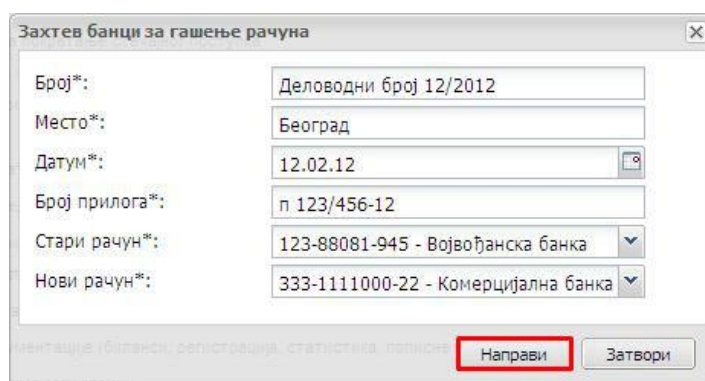 Захтев банци за гашење рачуна
Број*: Деловодни број 12/2012
Место*: Београд
Датум*: 12.02.12
Број прилога*: п 123/456-12
Стари рачун*: 123-88081-945 - Војвођанска банка
Нови рачун*: 333-1111000-22 - Комерцијална банка
Направи Затвори